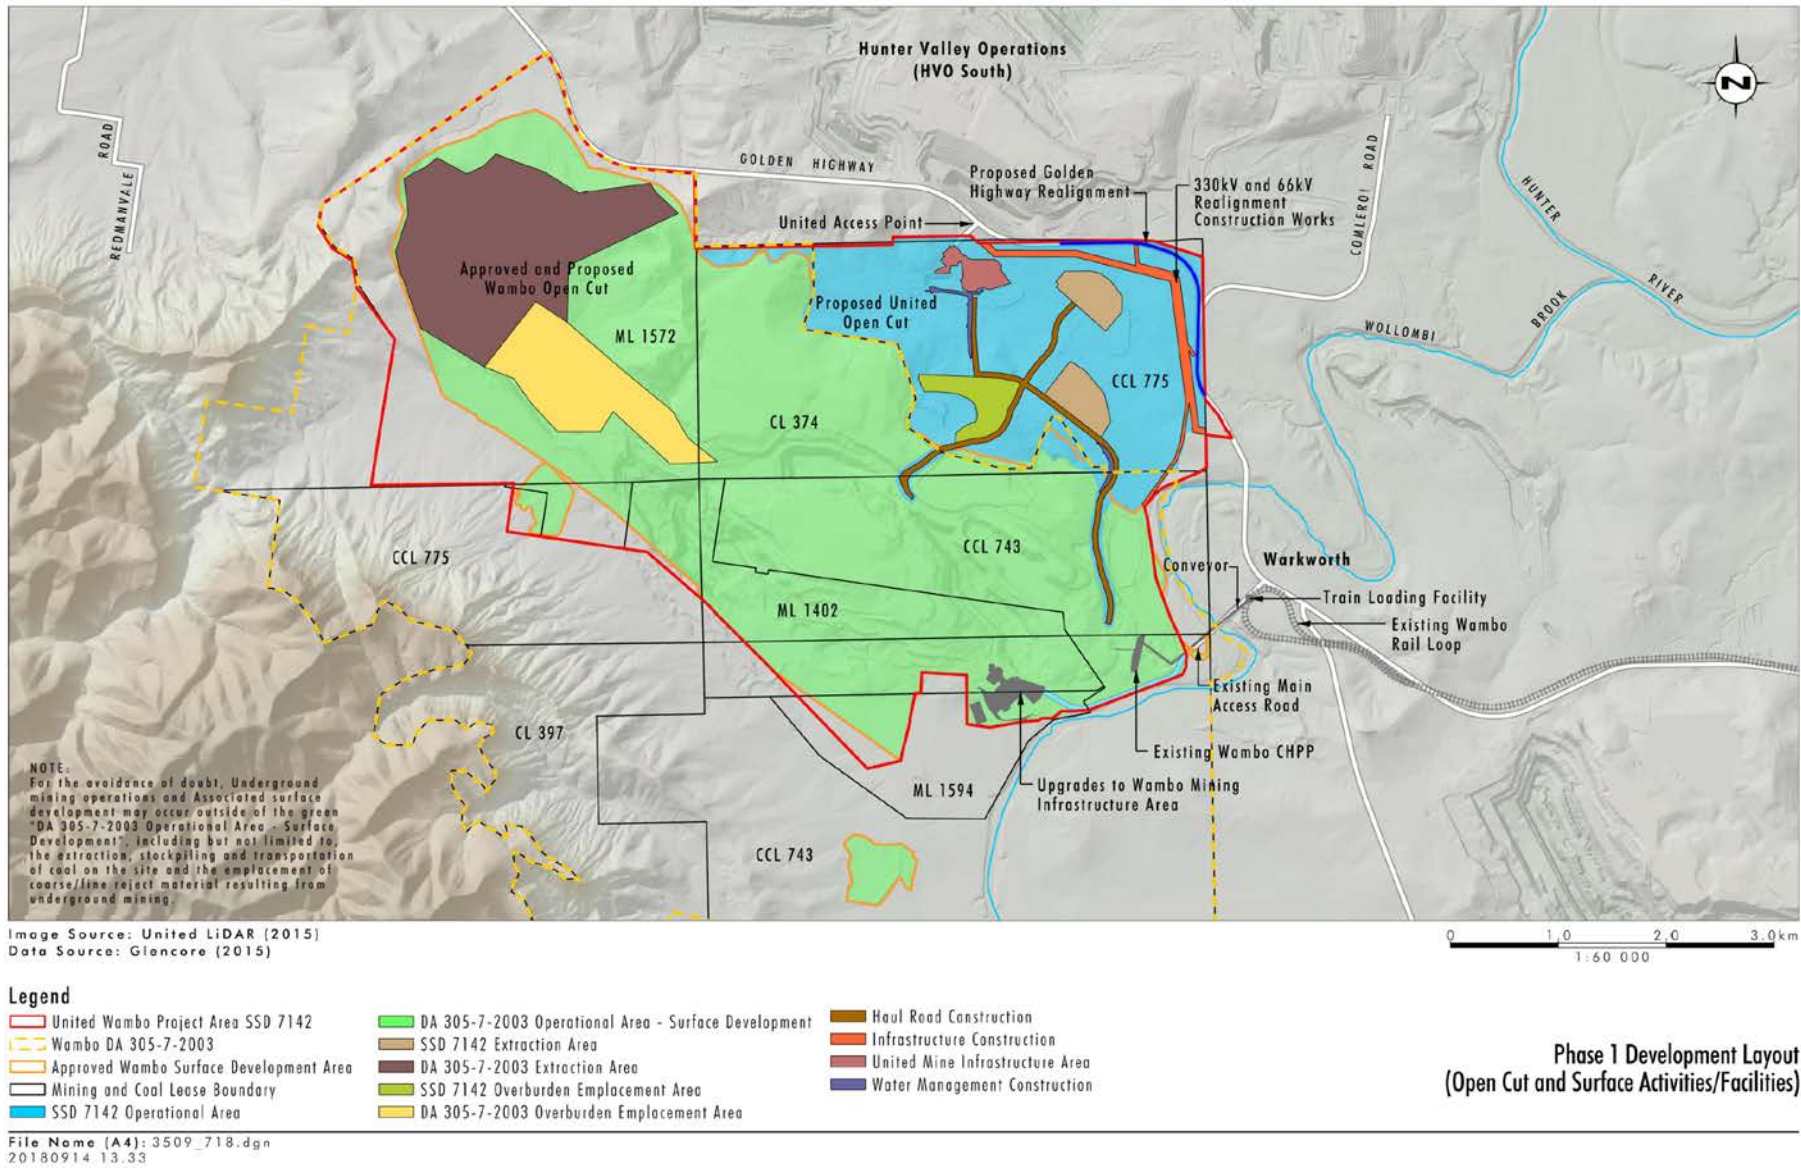 Hunter Valley Operations
(HVO South)
N
REDMANVALE ROAD
GOLDEN HIGHWAY
Proposed Golden
Highway Realignment
330kV and 66kV
Realignment
Construction Works
COMLEROI ROAD
HUNTER
RIVER
United Access Point
Approved and Proposed
Wambo Open Cut
Proposed United
Open Cut
ML 1572
WOLLOMBI
BROOK
CCL 775
CL 374
CCL 775
CCL 743
Conveyor
Warkworth
Train Loading Facility
Existing Wambo
Rail Loop
ML 1402
Existing Main
Access Road
CL 397
Existing Wambo CHPP
Upgrades to Wambo Mining
Infrastructure Area
ML 1594
CCL 743
NOTE:
For the avoidance of doubt, Underground
mining operations and Associated surface
development may occur outside of the green
"DA 305-7-2003 Operational Area - Surface
Development", including but not limited to,
the extraction, stockpiling and transportation
of coal on the site and the emplacement of
coarse/fine reject material resulting from
underground mining.
Image Source: United LiDAR (2015)
Data Source: Glencore (2015)
0 1,0 2,0 3.0km
1:60 000
Legend
United Wambo Project Area SSD 7142
Wambo DA 305-7-2003
Approved Wambo Surface Development Area
Mining and Coal Lease Boundary
SSD 7142 Operational Area
DA 305-7-2003 Operational Area - Surface Development
SSD 7142 Extraction Area
DA 305-7-2003 Extraction Area
SSD 7142 Overburden Emplacement Area
DA 305-7-2003 Overburden Emplacement Area
Haul Road Construction
Infrastructure Construction
United Mine Infrastructure Area
Water Management Construction
Phase 1 Development Layout
(Open Cut and Surface Activities/Facilities)
File Name (A4): 3509_718.dgn
20180914 13.33